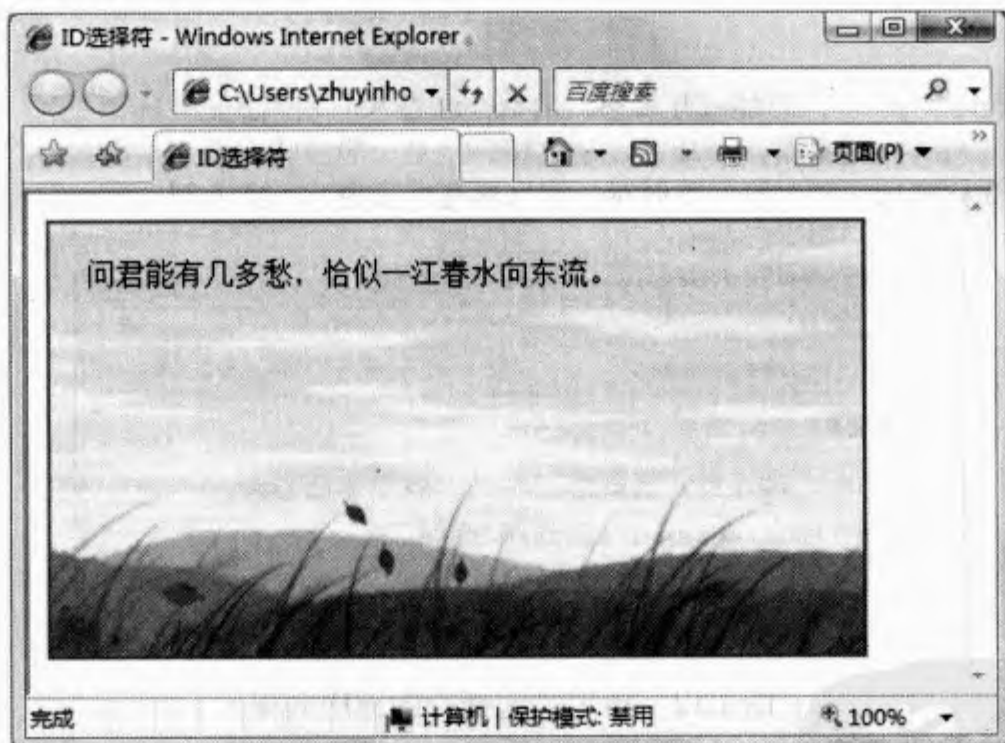 ID选择符 - Windows Internet Explorer
C:\Users\zhuyinho
百度搜索
ID选择符
页面(P)
问君能有几多愁，恰似一江春水向东流。
完成
计算机 | 保护模式: 禁用
100%